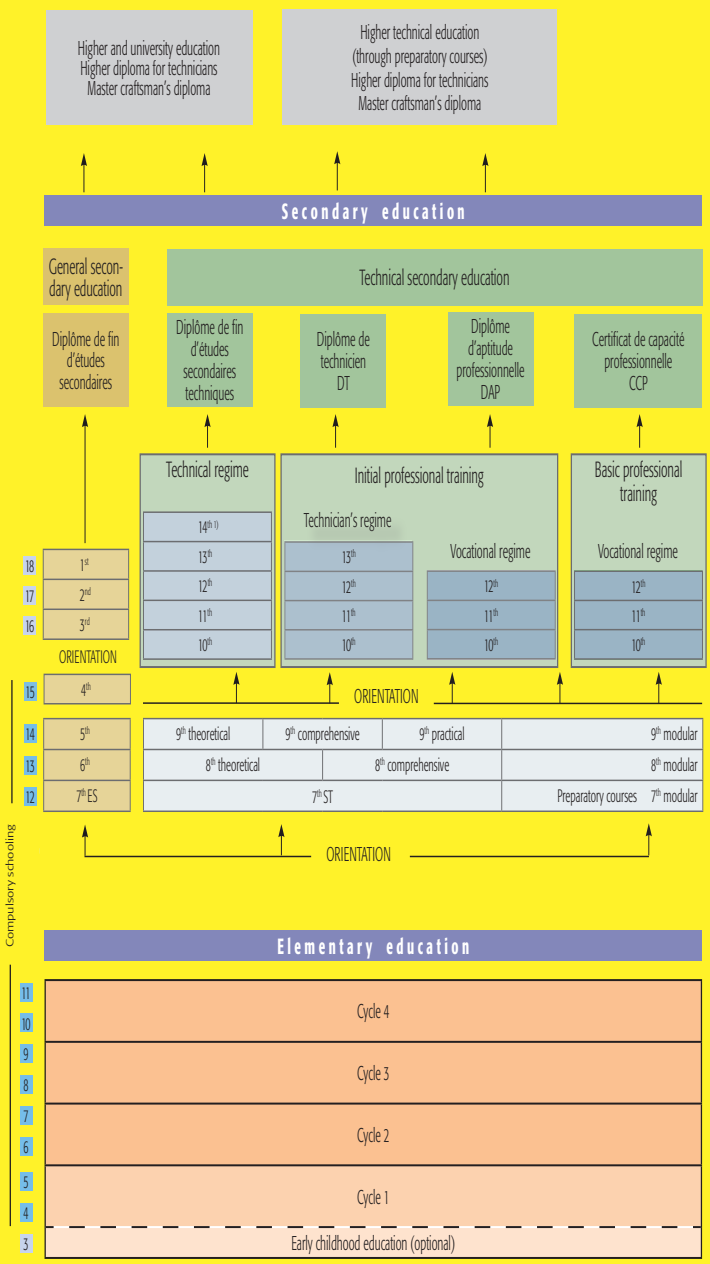 Higher and university education
Higher diploma for technicians
Master craftsman's diploma
Higher technical education
(through preparatory courses)
Higher diploma for technicians
Master craftsman's diploma
Secondary education
General secon-
dary education
Technical secondary education
Diplôme de fin
d'études
secondaires
Diplôme de fin
d'études
secondaires
techniques
Diplôme de
technicien
DT
Diplôme
d'aptitude
professionnelle
DAP
Certificat de capacité
professionelle
CCP
Technical regime
14th 1)
13th
12th
11th
10th
Initial professional training
Technician's regime
13th
12th
11th
10th
Vocational regime
12th
11th
10th
Basic professional
training
Vocational regime
12th
11th
10th
18 1st
17 2nd
16 3rd
ORIENTATION
15 4th
ORIENTATION
14 5th 9th theoretical 9th comprehensive 9th practical 9th modular
13 6th 8th theoretical 8th comprehensive 8th modular
12 7th ES 7th ST Preparatory courses 7th modular
ORIENTATION
Compulsory schooling
Elementary education
11
10
Cycle 4
9
8
Cycle 3
7
6
Cycle 2
5
4
Cycle 1
3 Early childhood education (optional)